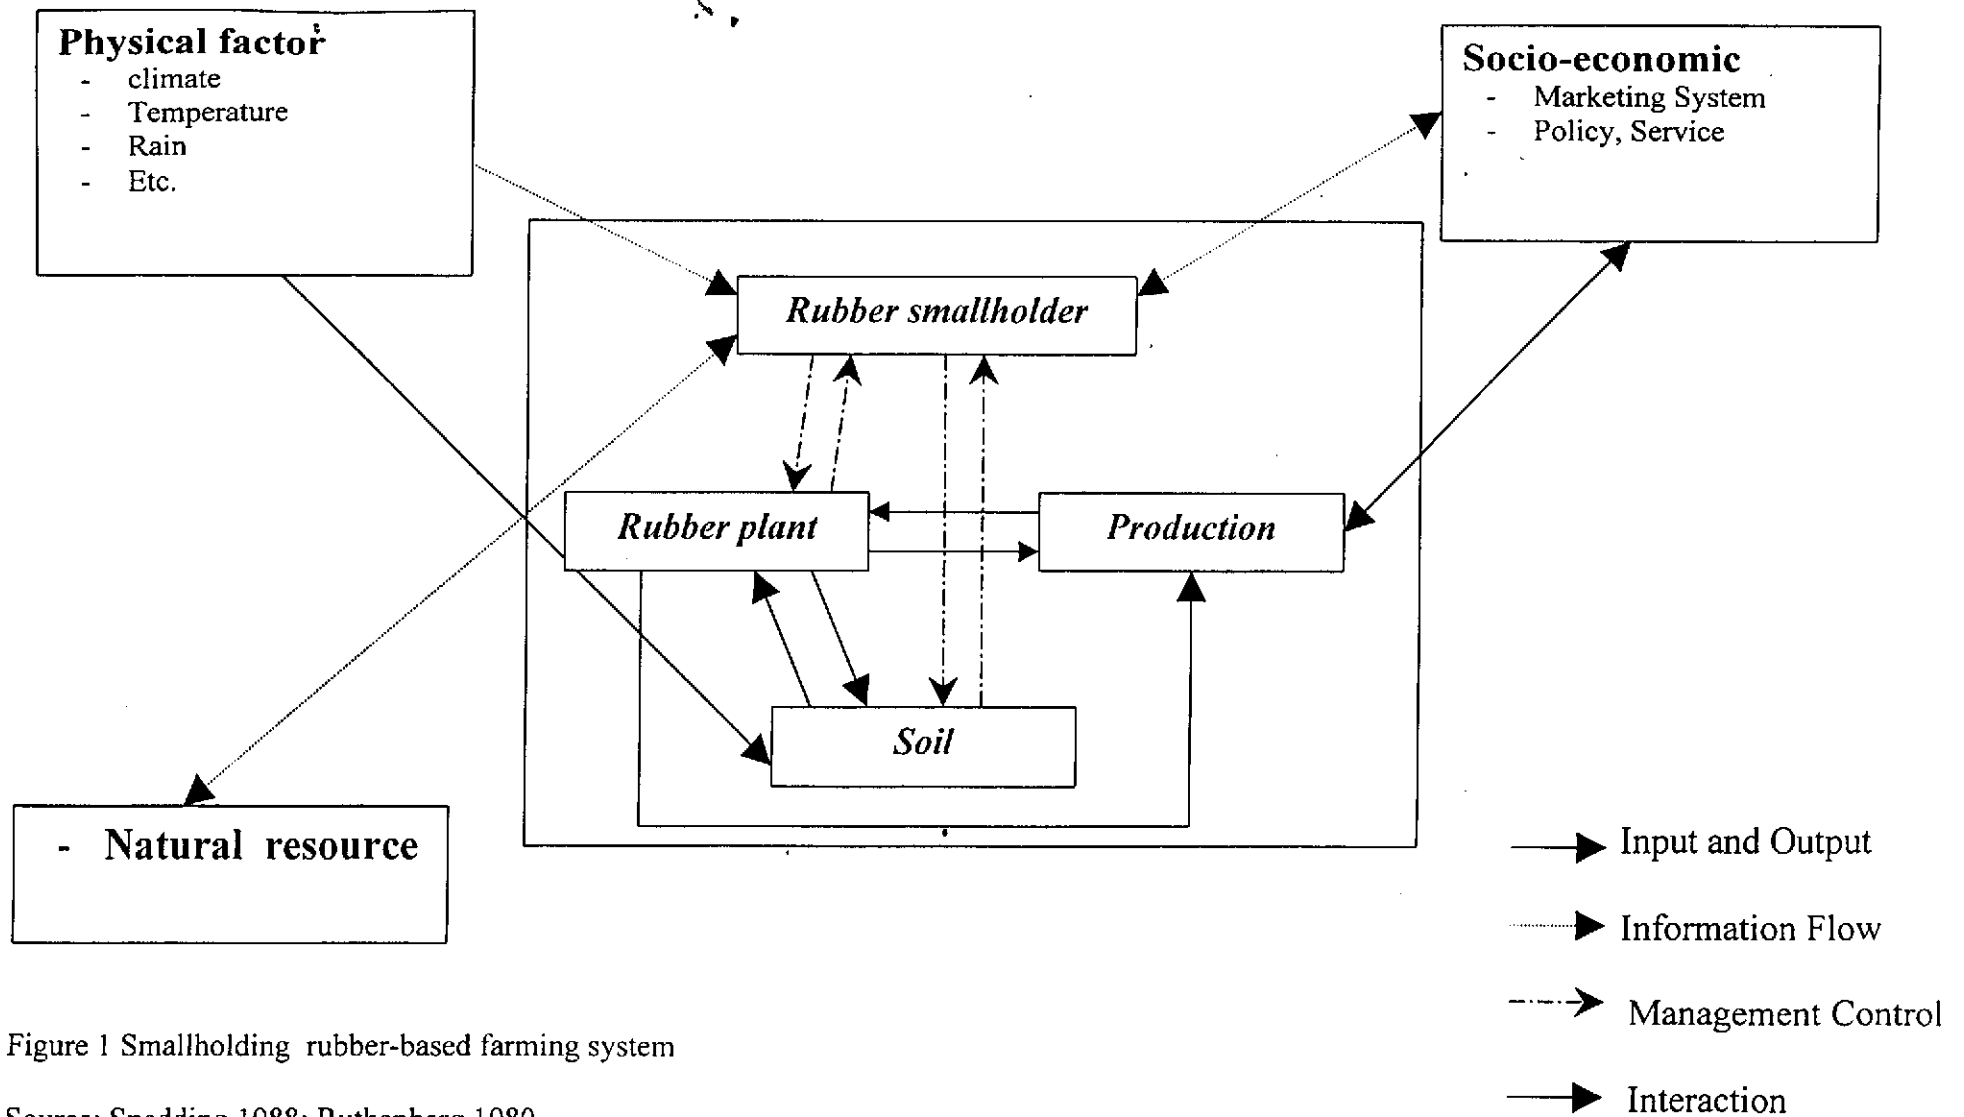 Physical factor
- climate
- Temperature
- Rain
- Etc.
Socio-economic
- Marketing System
- Policy, Service
Rubber smallholder
Rubber plant
Production
Soil
- Natural resource
Input and Output
Information Flow
Management Control
Interaction
Figure 1 Smallholding rubber-based farming system